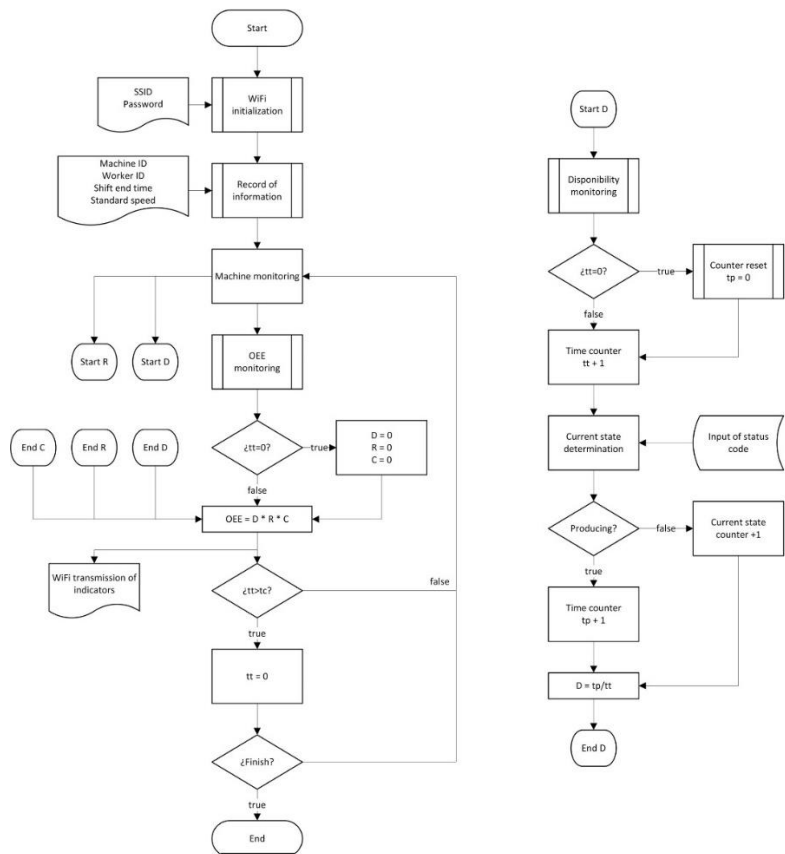 Start
SSID
Password
WiFi
initialization
Machine ID
Worker ID
Shift end time
Standard speed
Record of
information
Machine monitoring
Start R
Start D
OEE
monitoring
¿tt=0?
true
D = 0
R = 0
C = 0
false
End C
End R
End D
OEE = D * R * C
WiFi transmission of
indicators
¿tt>tc?
false
true
tt = 0
¿Finish?
true
End
Start D
Disponibility
monitoring
¿tt=0?
true
Counter reset
tp = 0
false
Time counter
tt + 1
Current state
determination
Input of status
code
Producing?
false
Current state
counter +1
true
Time counter
tp + 1
D = tp/tt
End D